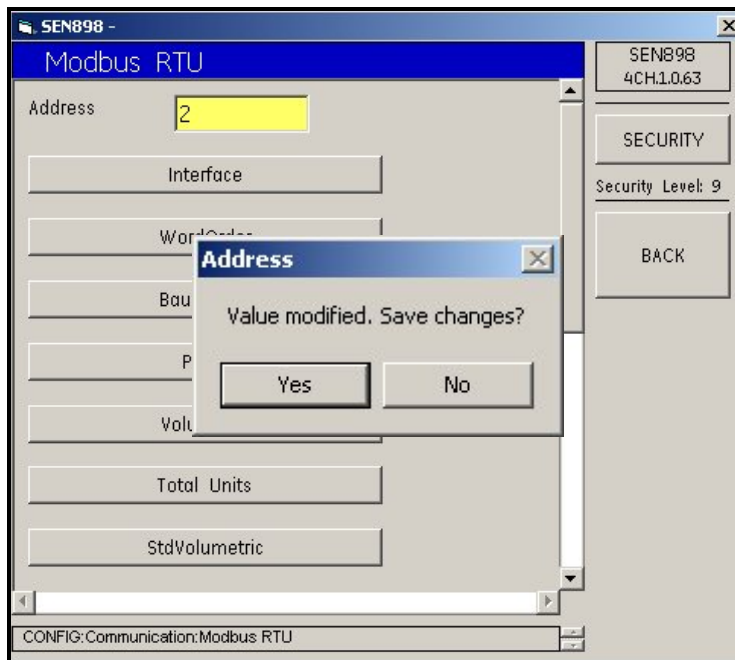 SEN898 -
Modbus RTU
SEN898
4CH.1.0.63
Address
2
SECURITY
Interface
Security Level: 9
BACK
Address
Value modified. Save changes?
Yes
No
Total Units
StdVolumetric
CONFIG:Communication:Modbus RTU